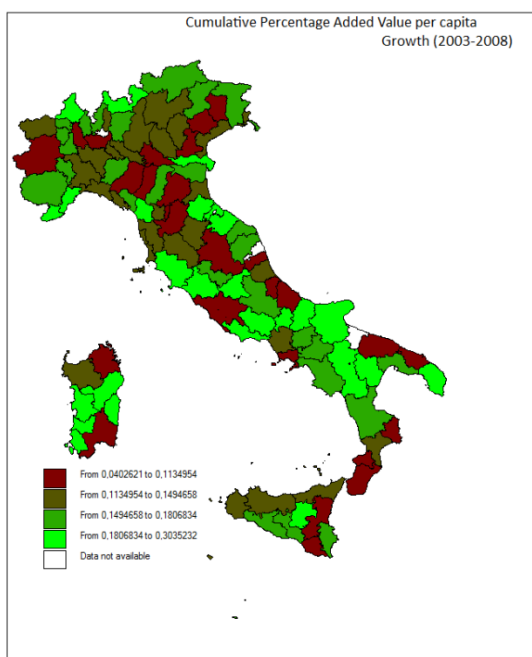 Cumulative Percentage Added Value per capita
Growth (2003-2008)
From 0,0402621 to 0,1134954
From 0,1134954 to 0,1494658
From 0,1494658 to 0,1806834
From 0,1806834 to 0,3035232
Data not available